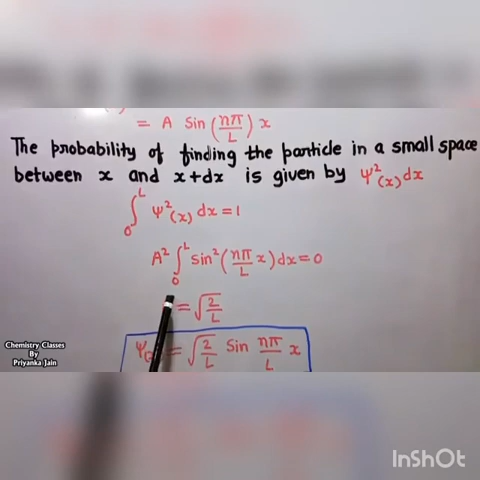 = A Sin(nπ/L)x
The probability of finding the particle in a small space
between x and x+dx is given by ψ²(x)dx
∫₀ᴸ ψ²(x)dx=1
A² ∫₀ᴸ sin²(nπ/L x)dx=0
=√2/L
= √2/L Sin nπ/L x
Chemistry Classes
By
Priyanka Jain
InShOt